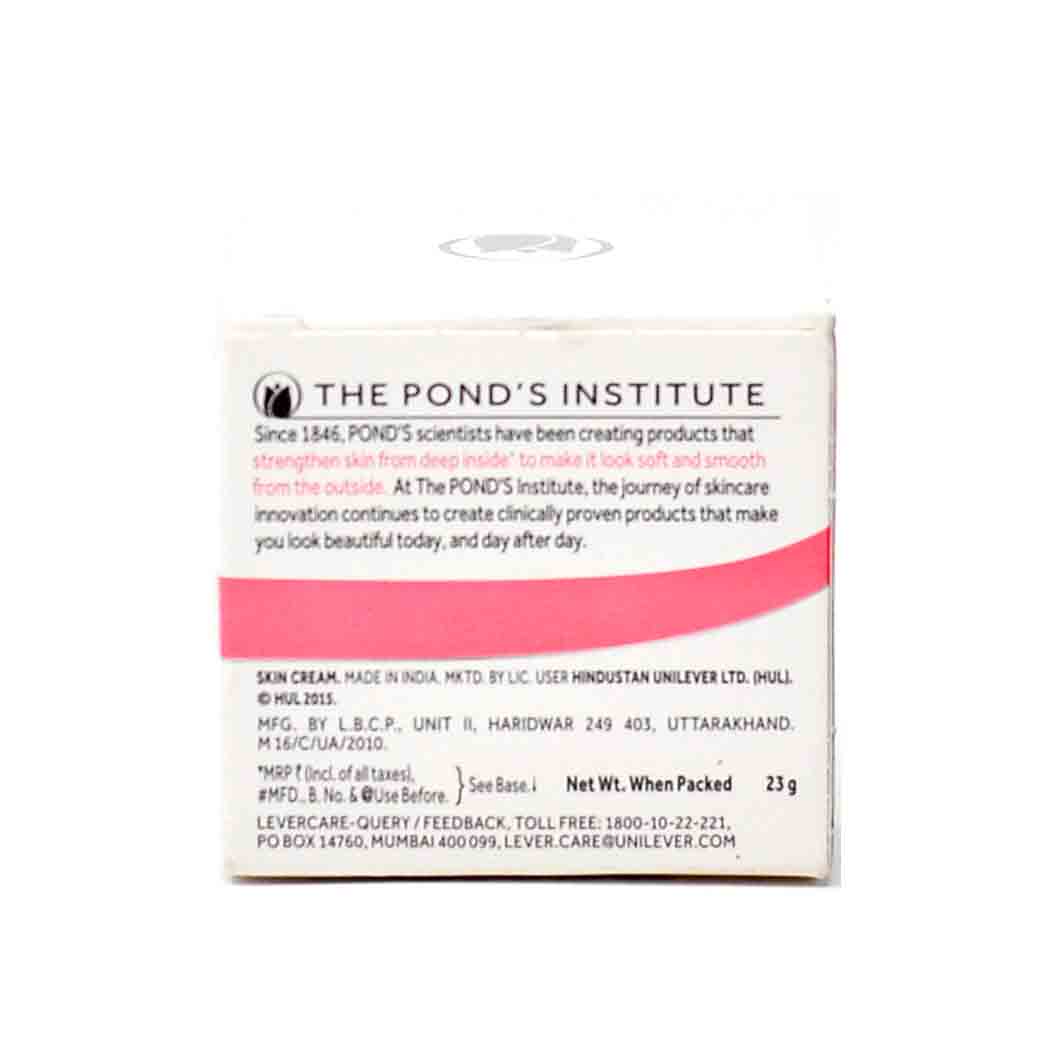 THE POND'S INSTITUTE
Since 1846, POND'S scientists have been creating products that
strengthen skin from deep inside* to make it look soft and smooth
from the outside. At The POND'S Institute, the journey of skincare
innovation continues to create clinically proven products that make
you look beautiful today, and day after day.
SKIN CREAM. MADE IN INDIA. MKTD. BY LIC. USER HINDUSTAN UNILEVER LTD. (HUL).
© HUL 2015.
MFG. BY L.B.C.P., UNIT II, HARIDWAR 249 403, UTTARAKHAND.
M 16/C/UA/2010.
*MRP ₹ (Incl. of all taxes),
#MFD., B. No. & @Use Before. } See Base.↓ Net Wt. When Packed 23 g
LEVERCARE-QUERY / FEEDBACK, TOLL FREE: 1800-10-22-221,
PO BOX 14760, MUMBAI 400 099, LEVER.CARE@UNILEVER.COM